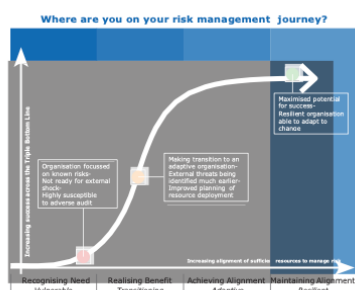 Where are you on your risk management journey?
Increasing success across the Triple Bottom Line
Maximised potential
for success-
Resilient organisation
able to adapt to
change
Making transition to an
adaptive organisation-
External threats being
identified much earlier-
Improved planning of
resource deployment
Organisation focussed
on known risks-
Not ready for external
shock-
Highly susceptible
to adverse audit
Increasing alignment of sufficie resources to manage
Recognising Need
Realising Benefit
Achieving Alignment
Maintaining Alignment